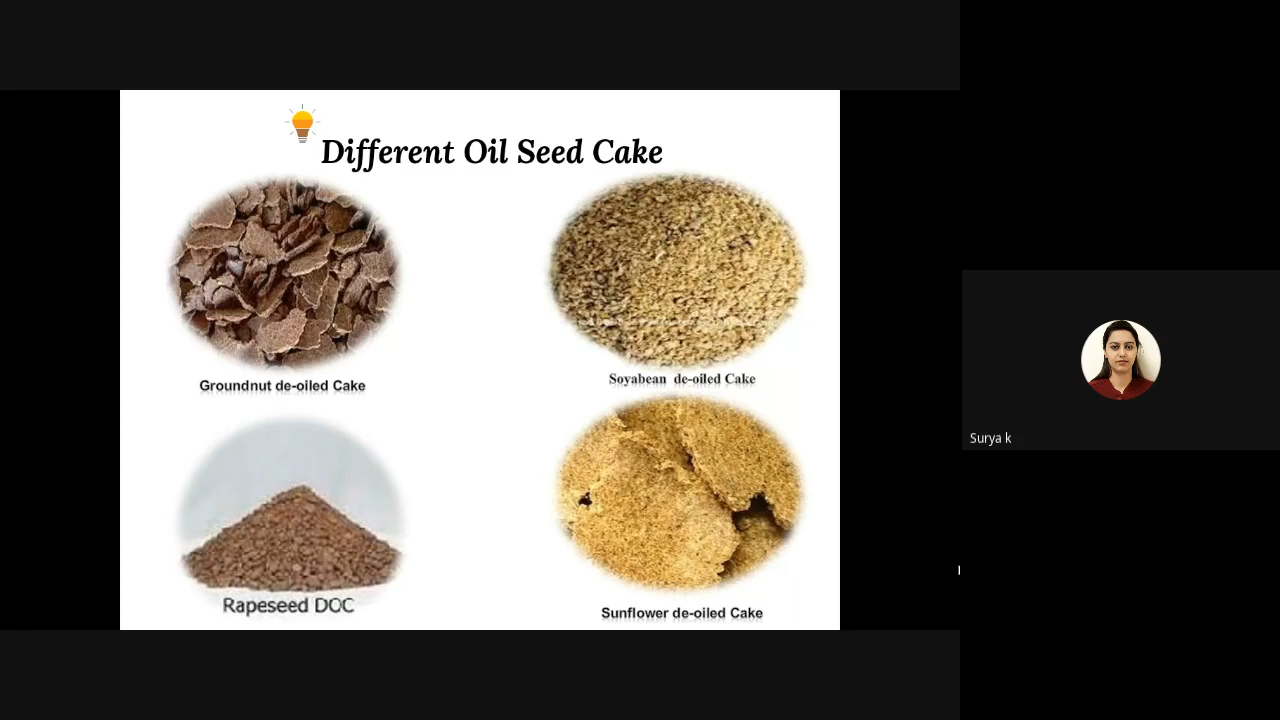 Different Oil Seed Cake
Groundnut de-oiled Cake
Soyabean de-oiled Cake
Rapeseed DOC
Sunflower de-oiled Cake
Surya k